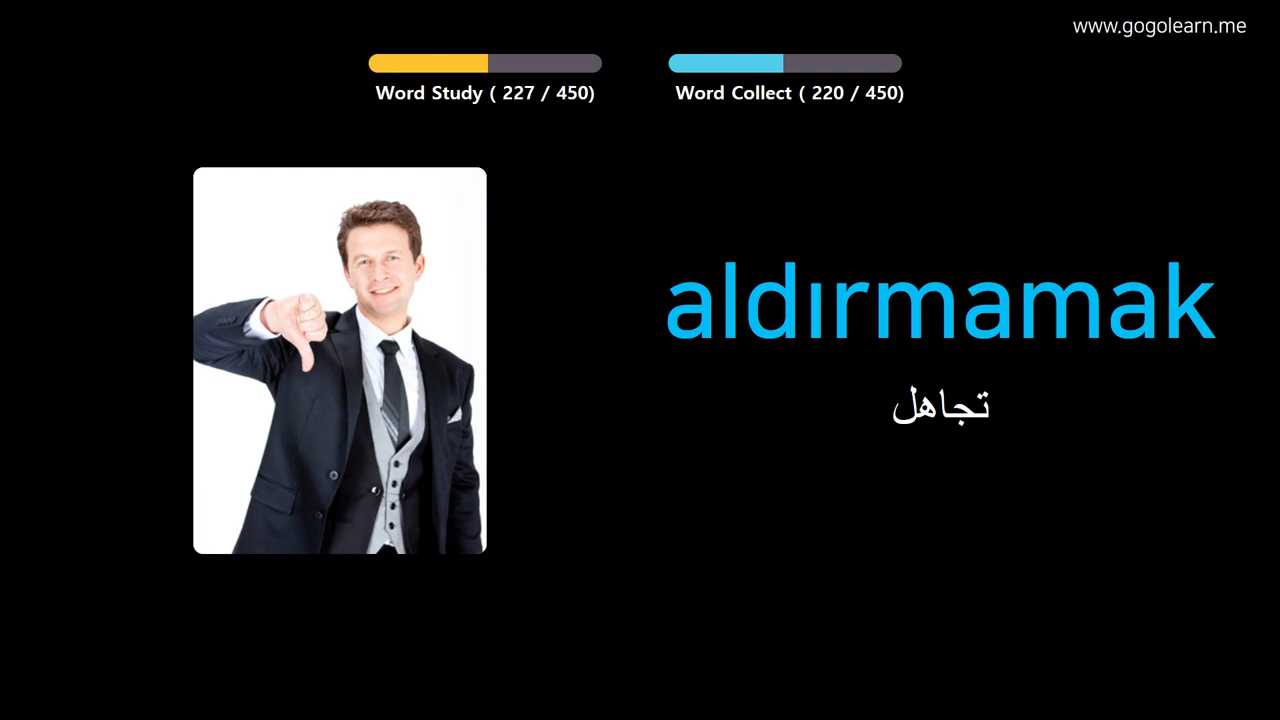 www.gogolearn.me
Word Study ( 227 / 450)
Word Collect ( 220 / 450)
aldırmamak
تجاهل